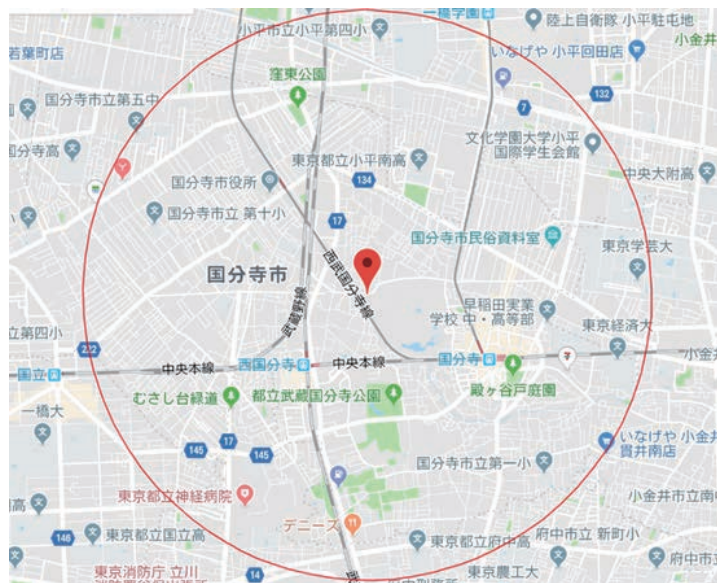 小平市立小平第四小
一橋学園
陸上自衛隊 小平駐屯地
若葉町店
いなげや 小平回田店
小金井
窪東公園
国分寺市立第五中
132
7
国分寺高
東京都立小平南高
文化学園大学小平
国際学生会館
国分寺市役所
134
中央大附高
国分寺市立 第十小
17
国分寺市民俗資料室
東京学芸大
国分寺市
西武国分寺線
武蔵野線
早稲田実業
学校 中・高等部
立第四小
東京経済大
222
中央本線
西国分寺
中央本線
国分寺
小金井
国立
むさし台緑道
都立武蔵国分寺公園
殿ヶ谷戸庭園
一橋大
17
145
145
いなげや 小金井
貫井南店
国分寺市立第一小
東京都立神経病院
小金井市立南中
デニーズ
146
東京都立国立高
東京都立府中高
府中市立 新町小
東京消防庁 立川
14
東京農工大
府中市立